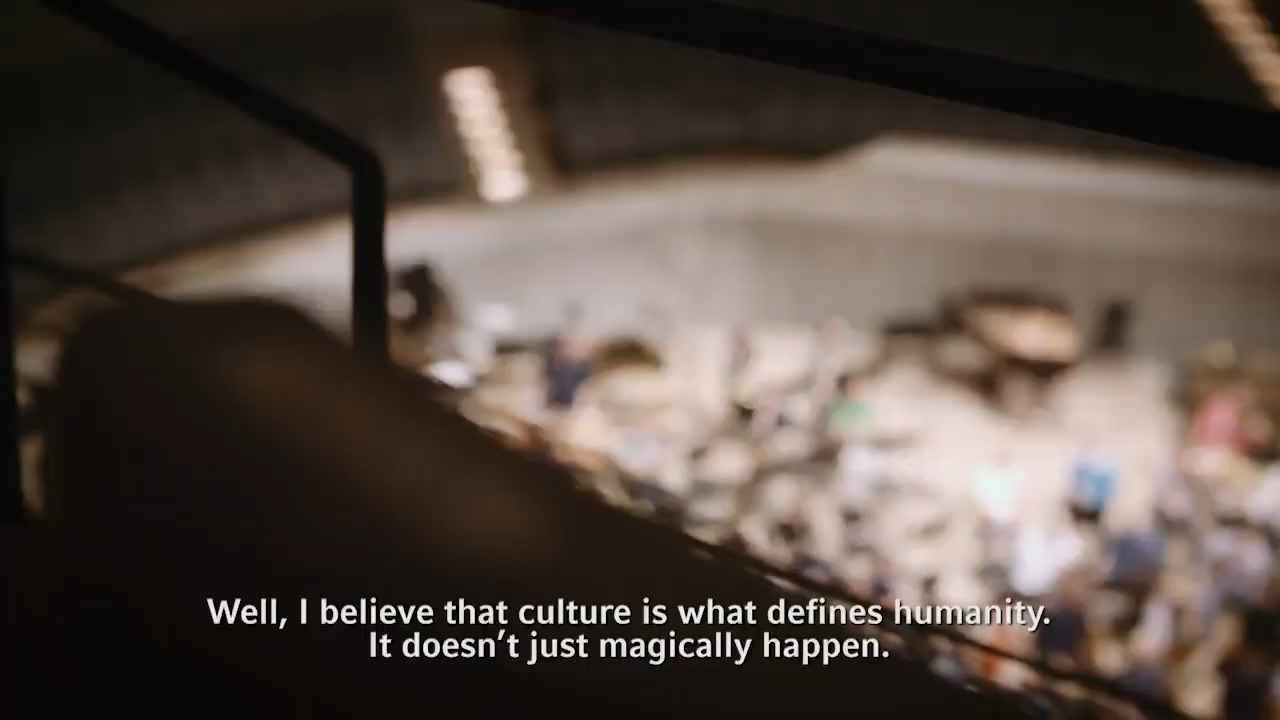 Well, I believe that culture is what defines humanity.
It doesn't just magically happen.